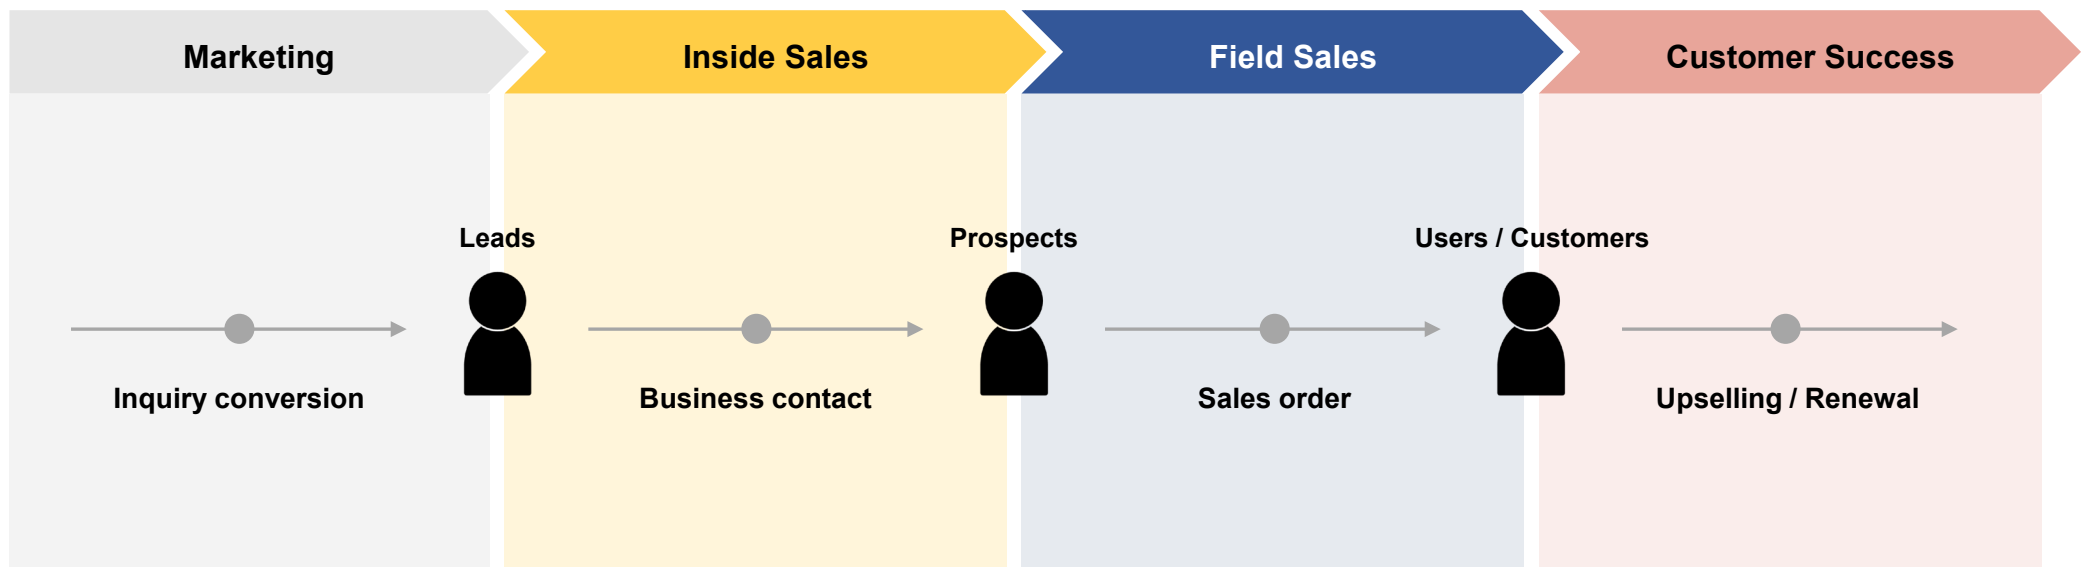 Marketing
Inside Sales
Field Sales
Customer Success
Leads
Prospects
Users / Customers
Inquiry conversion
Business contact
Sales order
Upselling / Renewal